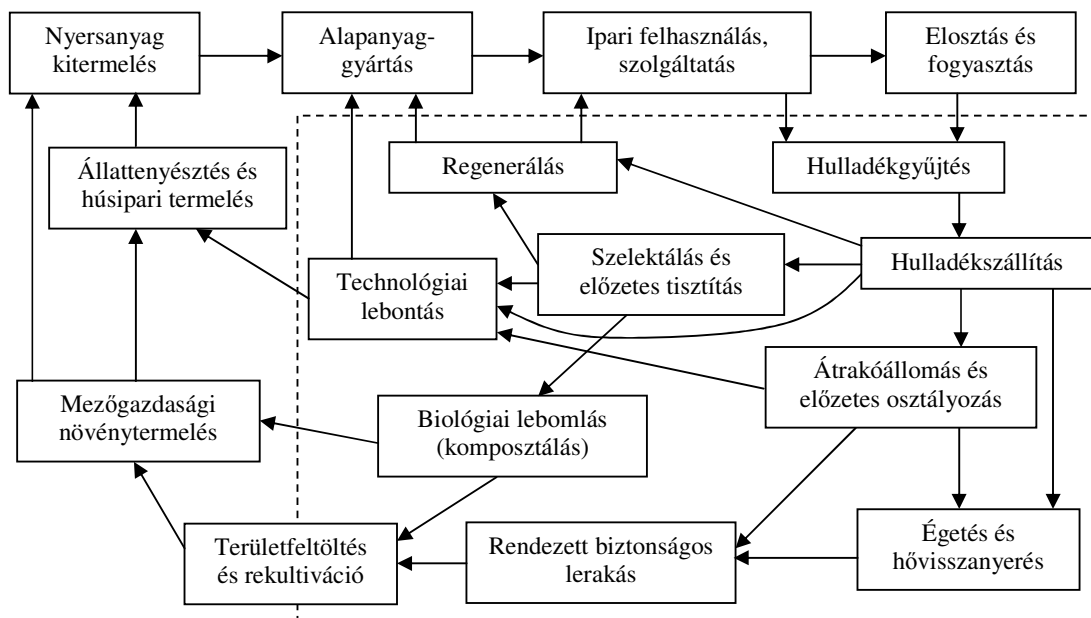 Nyersanyag
kitermelés
Alapanyag-
gyártás
Ipari felhasználás,
szolgáltatás
Elosztás és
fogyasztás
Állattenyésztés és
húsipari termelés
Regenerálás
Hulladékgyűjtés
Technológiai
lebontás
Szelektálás és
előzetes tisztítás
Hulladékszállítás
Mezőgazdasági
növénytermelés
Biológiai lebomlás
(komposztálás)
Átrakóállomás és
előzetes osztályozás
Területfeltöltés
és rekultiváció
Rendezett biztonságos
lerakás
Égetés és
hővisszanyerés